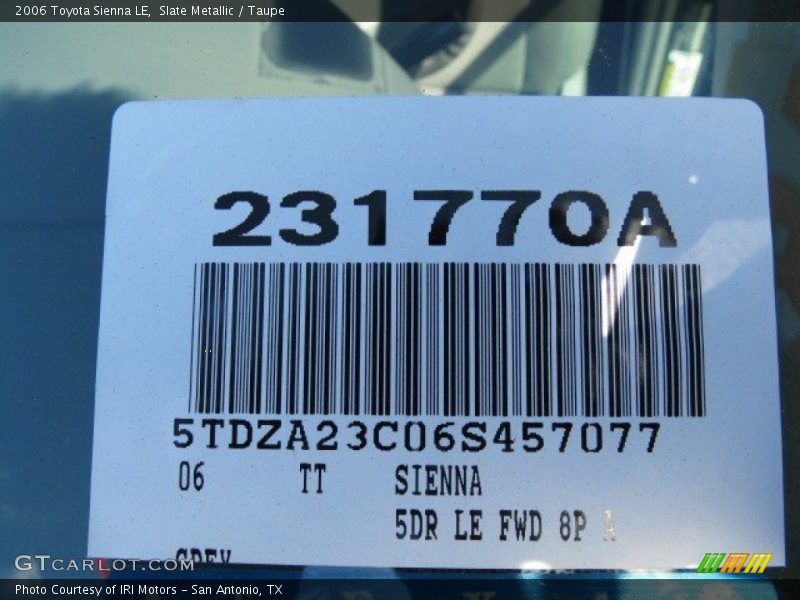 2006 Toyota Sienna LE,  Slate Metallic / Taupe
231770A
5TDZA23C06S457077
06 TT SIENNA
5DR LE FWD 8P A
GREY
GTCARLOT.COM
Photo Courtesy of IRI Motors – San Antonio, TX